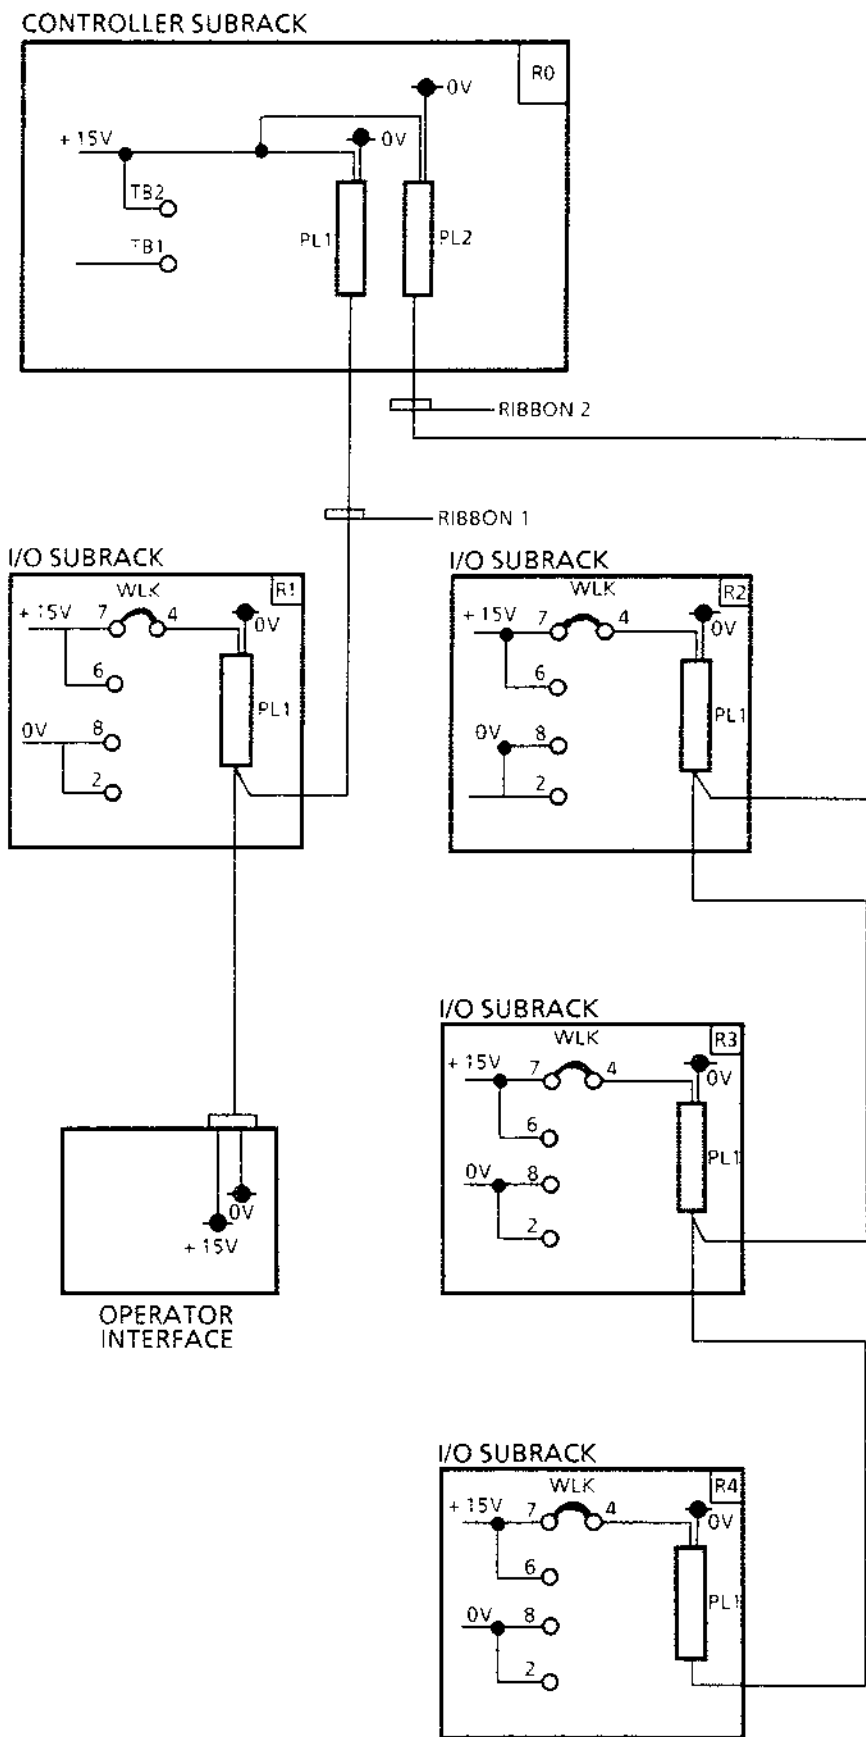 CONTROLLER SUBRACK
R0
0V
+ 15V
0V
TB2
PL1
PL2
TB1
RIBBON 2
RIBBON 1
I/O SUBRACK
R1
WLK
+ 15V
7
4
0V
6
PL1
0V
8
2
I/O SUBRACK
R2
WLK
+ 15V
7
4
0V
6
PL1
0V
8
2
I/O SUBRACK
R3
WLK
+ 15V
7
4
0V
6
PL1
0V
8
2
0V
+ 15V
OPERATOR
INTERFACE
I/O SUBRACK
R4
WLK
+ 15V
7
4
0V
6
PL1
0V
8
2